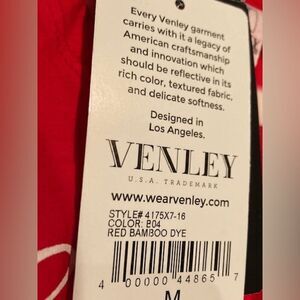 Every Venley garment
carries with it a legacy of
American craftsmanship
and innovation which
should be reflective in its
rich color, textured fabric,
and delicate softness.
Designed in
Los Angeles.
VENLEY
U.S.A. TRADEMARK
www.wearvenley.com
STYLE# 4175X7-16
COLOR: B04
RED BAMBOO DYE
4 00000 44865 7
M